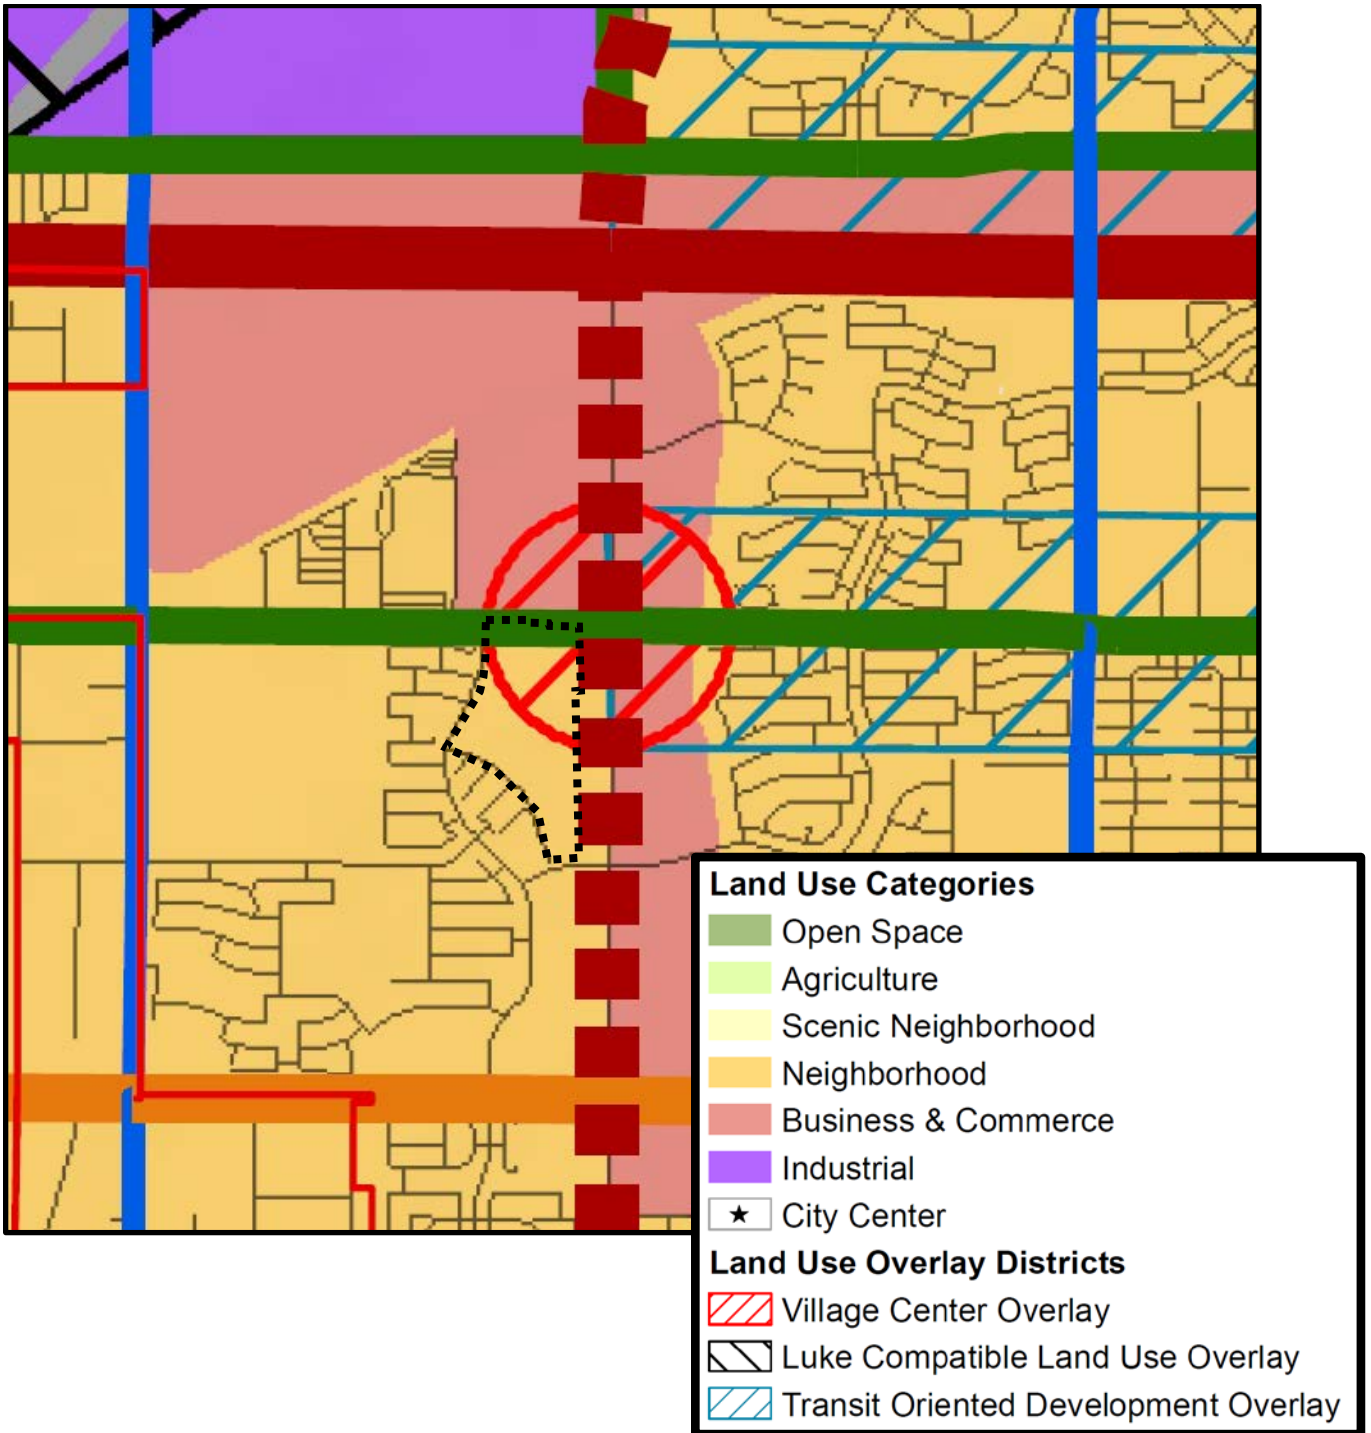 Land Use Categories
Open Space
Agriculture
Scenic Neighborhood
Neighborhood
Business & Commerce
Industrial
City Center
Land Use Overlay Districts
Village Center Overlay
Luke Compatible Land Use Overlay
Transit Oriented Development Overlay